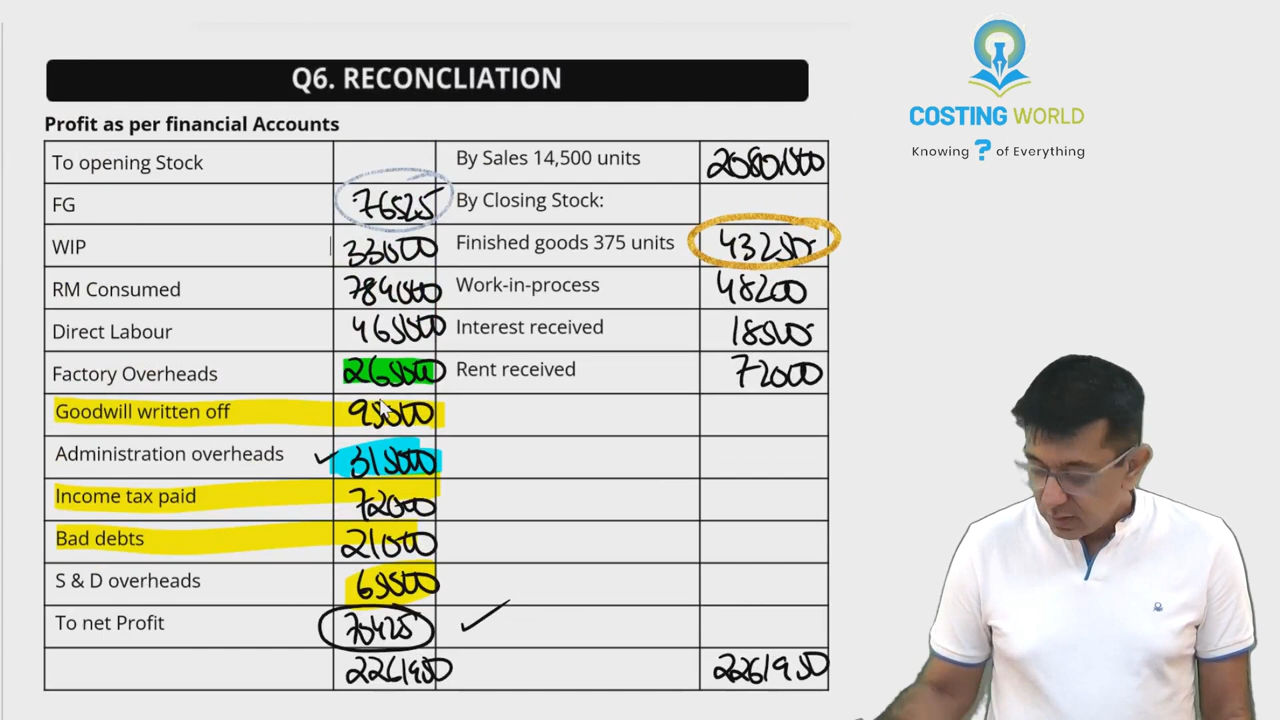 Q6. RECONCLIATION
COSTING WORLD
Knowing ? of Everything
Profit as per financial Accounts
To opening Stock By Sales 14,500 units 2080000
FG 76525 By Closing Stock:
WIP 33000 Finished goods 375 units 43250
RM Consumed 784000 Work-in-process 48200
Direct Labour 465000 Interest received 18500
Factory Overheads 265000 Rent received 72000
Goodwill written off 95000
Administration overheads 315000
Income tax paid 72000
Bad debts 21000
S & D overheads 65000
To net Profit 70425
2261950 2261950